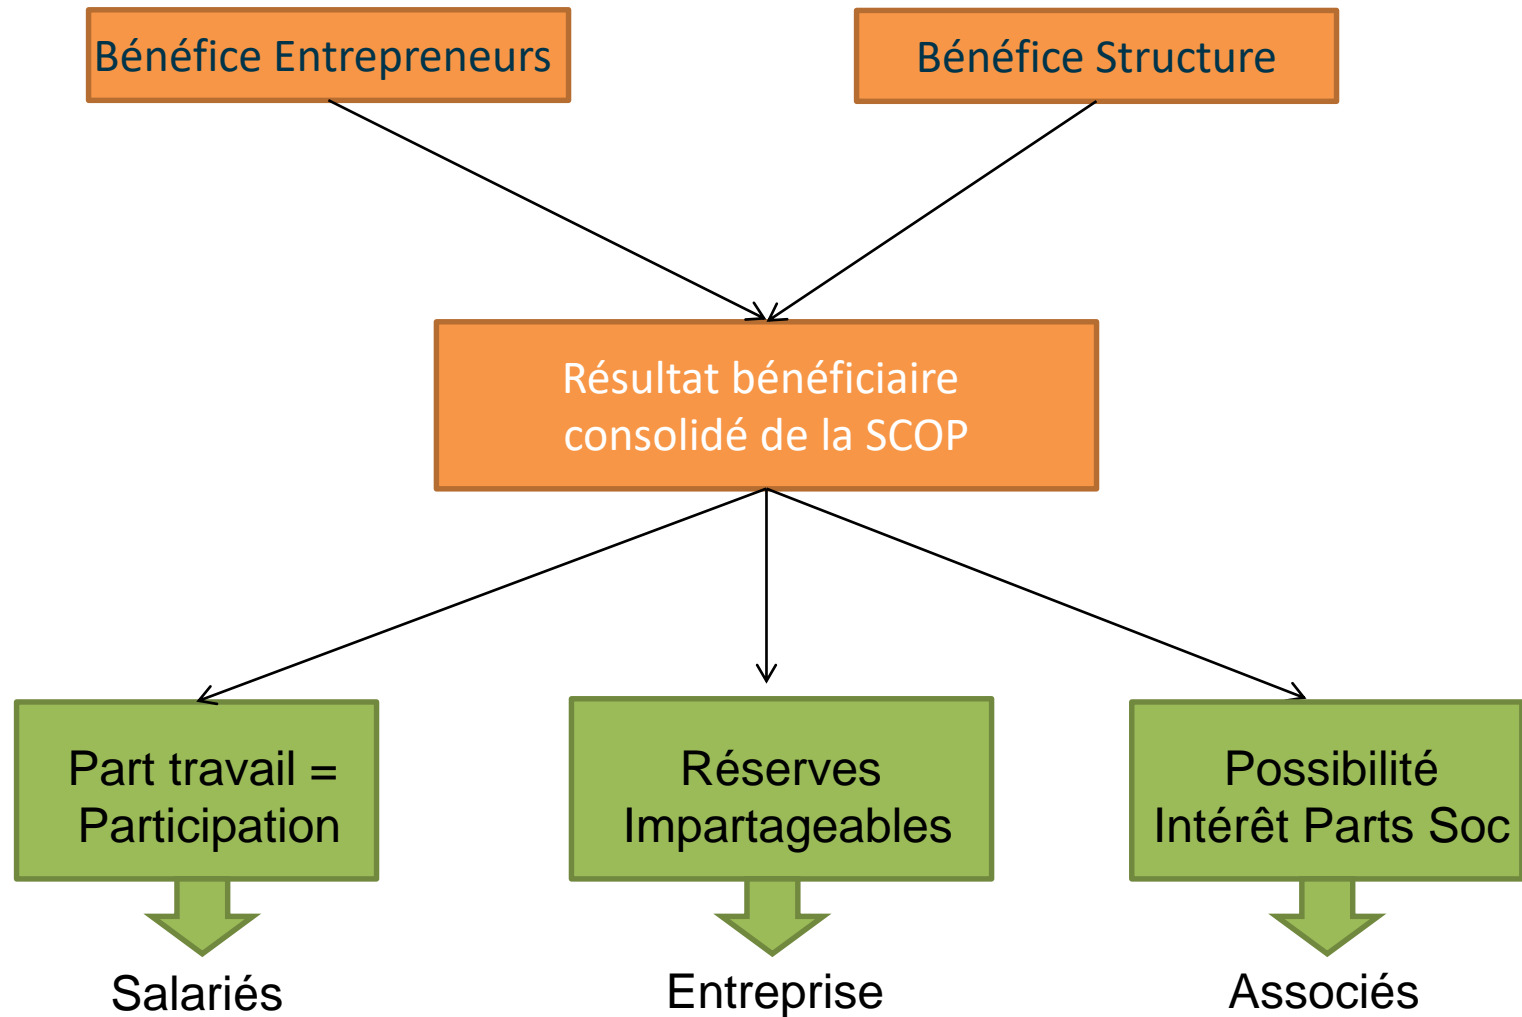 Bénéfice Entrepreneurs
Bénéfice Structure
Résultat bénéficiaire
consolidé de la SCOP
Part travail =
Participation
Réserves
Impartageables
Possibilité
Intérêt Parts Soc
Salariés
Entreprise
Associés